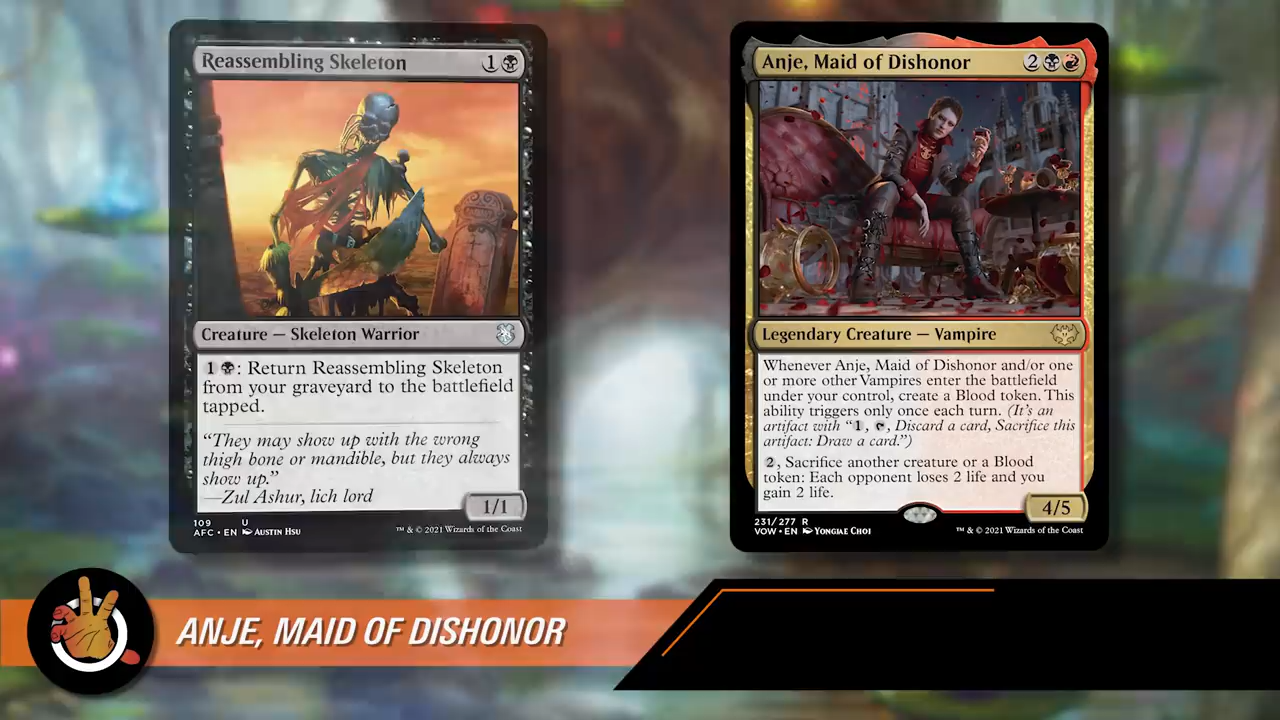 Reassembling Skeleton 1
Creature — Skeleton Warrior
1 : Return Reassembling Skeleton
from your graveyard to the battlefield
tapped.
“They may show up with the wrong
thigh bone or mandible, but they always
show up.”
—Zul Ashur, lich lord
1/1
109 U
AFC • EN Austin Hsu
™ & © 2021 Wizards of the Coast
Anje, Maid of Dishonor 2
Legendary Creature — Vampire
Whenever Anje, Maid of Dishonor and/or one
or more other Vampires enter the battlefield
under your control, create a Blood token. This
ability triggers only once each turn. (It’s an
artifact with “1, , Discard a card, Sacrifice this
artifact: Draw a card.”)
2, Sacrifice another creature or a Blood
token: Each opponent loses 2 life and you
gain 2 life.
4/5
231/277 R
VOW • EN Yongjae Choi
™ & © 2021 Wizards of the Coast
ANJE, MAID OF DISHONOR